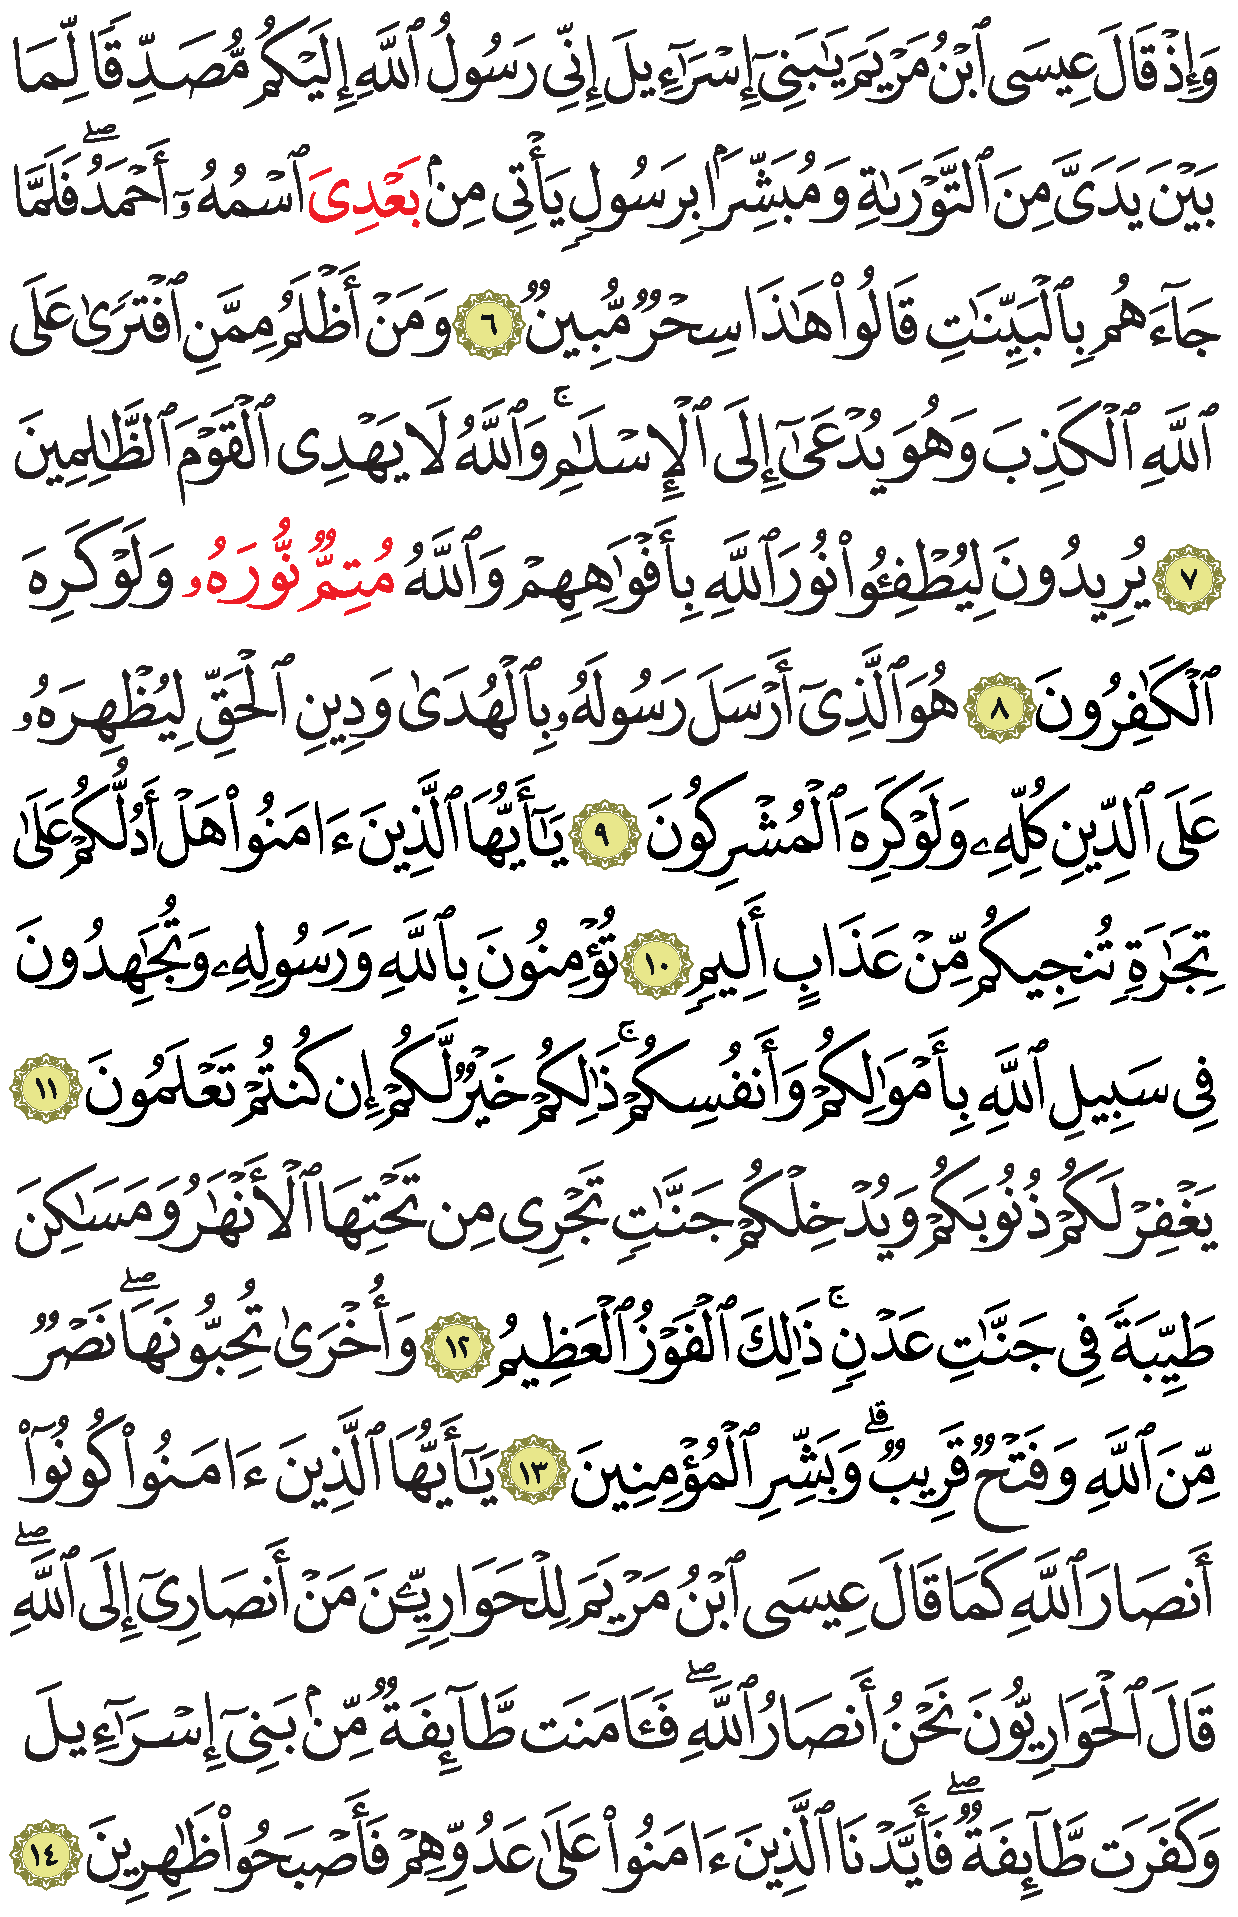 وَإِذۡ قَالَ عِيسَى ٱبۡنُ مَرۡيَمَ يَٰبَنِيٓ إِسۡرَٰٓءِيلَ إِنِّي رَسُولُ ٱللَّهِ إِلَيۡكُم مُّصَدِّقٗا لِّمَا
بَيۡنَ يَدَيَّ مِنَ ٱلتَّوۡرَىٰةِ وَمُبَشِّرَۢا بِرَسُولٖ يَأۡتِي مِنۢ بَعۡدِيَ ٱسۡمُهُۥٓ أَحۡمَدُۖ فَلَمَّا
جَآءَهُم بِٱلۡبَيِّنَٰتِ قَالُواْ هَٰذَا سِحۡرٞ مُّبِينٞ ٦ وَمَنۡ أَظۡلَمُ مِمَّنِ ٱفۡتَرَىٰ عَلَى
ٱللَّهِ ٱلۡكَذِبَ وَهُوَ يُدۡعَىٰٓ إِلَى ٱلۡإِسۡلَٰمِۚ وَٱللَّهُ لَا يَهۡدِي ٱلۡقَوۡمَ ٱلظَّٰلِمِينَ
٧ يُرِيدُونَ لِيُطۡفِـُٔواْ نُورَ ٱللَّهِ بِأَفۡوَٰهِهِمۡ وَٱللَّهُ مُتِمّٞ نُّورَهُۥ وَلَوۡ كَرِهَ
ٱلۡكَٰفِرُونَ ٨ هُوَ ٱلَّذِيٓ أَرۡسَلَ رَسُولَهُۥ بِٱلۡهُدَىٰ وَدِينِ ٱلۡحَقِّ لِيُظۡهِرَهُۥ
عَلَى ٱلدِّينِ كُلِّهِۦ وَلَوۡ كَرِهَ ٱلۡمُشۡرِكُونَ ٩ يَٰٓأَيُّهَا ٱلَّذِينَ ءَامَنُواْ هَلۡ أَدُلُّكُمۡ عَلَىٰ
تِجَٰرَةٖ تُنجِيكُم مِّنۡ عَذَابٍ أَلِيمٖ ١٠ تُؤۡمِنُونَ بِٱللَّهِ وَرَسُولِهِۦ وَتُجَٰهِدُونَ
فِي سَبِيلِ ٱللَّهِ بِأَمۡوَٰلِكُمۡ وَأَنفُسِكُمۡۚ ذَٰلِكُمۡ خَيۡرٞ لَّكُمۡ إِن كُنتُمۡ تَعۡلَمُونَ ١١
يَغۡفِرۡ لَكُمۡ ذُنُوبَكُمۡ وَيُدۡخِلۡكُمۡ جَنَّٰتٖ تَجۡرِي مِن تَحۡتِهَا ٱلۡأَنۡهَٰرُ وَمَسَٰكِنَ
طَيِّبَةٗ فِي جَنَّٰتِ عَدۡنٖۚ ذَٰلِكَ ٱلۡفَوۡزُ ٱلۡعَظِيمُ ١٢ وَأُخۡرَىٰ تُحِبُّونَهَاۖ نَصۡرٞ
مِّنَ ٱللَّهِ وَفَتۡحٞ قَرِيبٞۗ وَبَشِّرِ ٱلۡمُؤۡمِنِينَ ١٣ يَٰٓأَيُّهَا ٱلَّذِينَ ءَامَنُواْ كُونُوٓاْ
أَنصَارَ ٱللَّهِ كَمَا قَالَ عِيسَى ٱبۡنُ مَرۡيَمَ لِلۡحَوَارِيِّـۧنَ مَنۡ أَنصَارِيٓ إِلَى ٱللَّهِۖ
قَالَ ٱلۡحَوَارِيُّونَ نَحۡنُ أَنصَارُ ٱللَّهِۖ فَـَٔامَنَت طَّآئِفَةٞ مِّنۢ بَنِيٓ إِسۡرَٰٓءِيلَ
وَكَفَرَت طَّآئِفَةٞۖ فَأَيَّدۡنَا ٱلَّذِينَ ءَامَنُواْ عَلَىٰ عَدُوِّهِمۡ فَأَصۡبَحُواْ ظَٰهِرِينَ ١٤